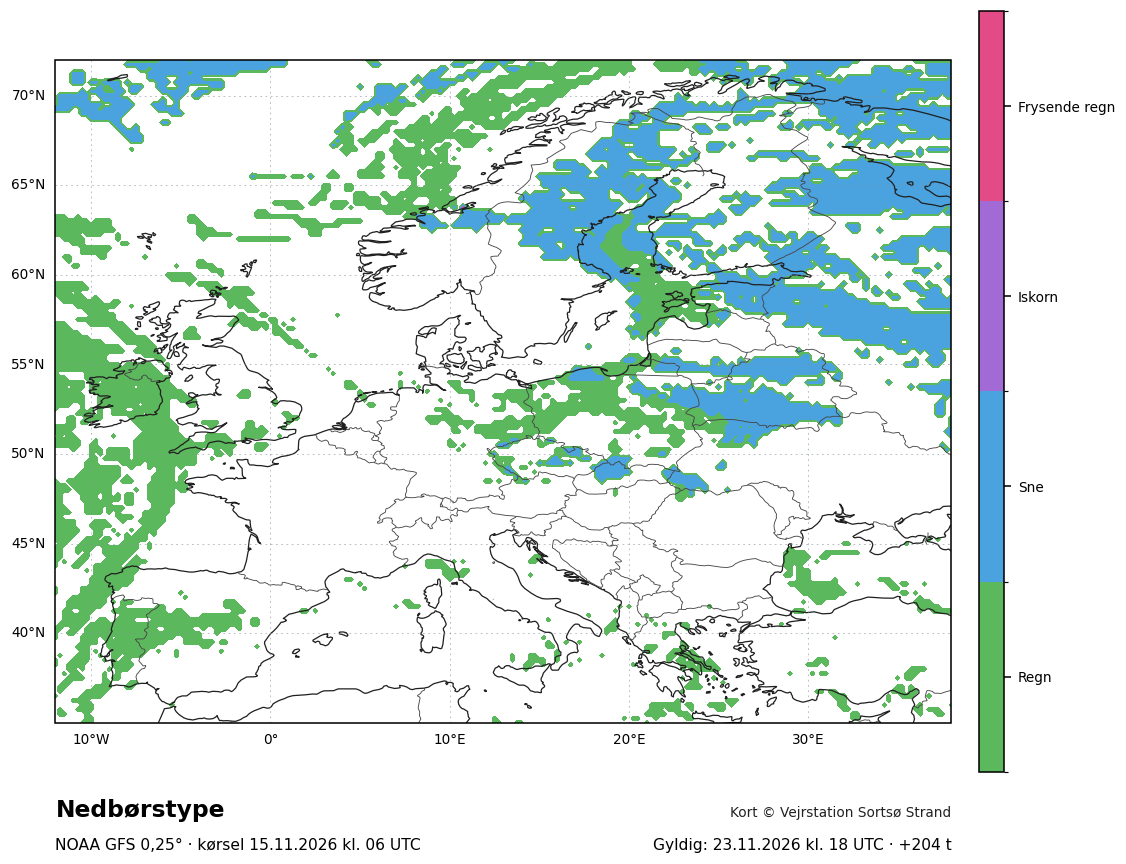 70°N
65°N
60°N
55°N
50°N
45°N
40°N
10°W
0°
10°E
20°E
30°E
Frysende regn
Iskorn
Sne
Regn
Nedbørstype
Kort © Vejrstation Sortsø Strand
NOAA GFS 0,25° · kørsel 15.11.2026 kl. 06 UTC
Gyldig: 23.11.2026 kl. 18 UTC · +204 t